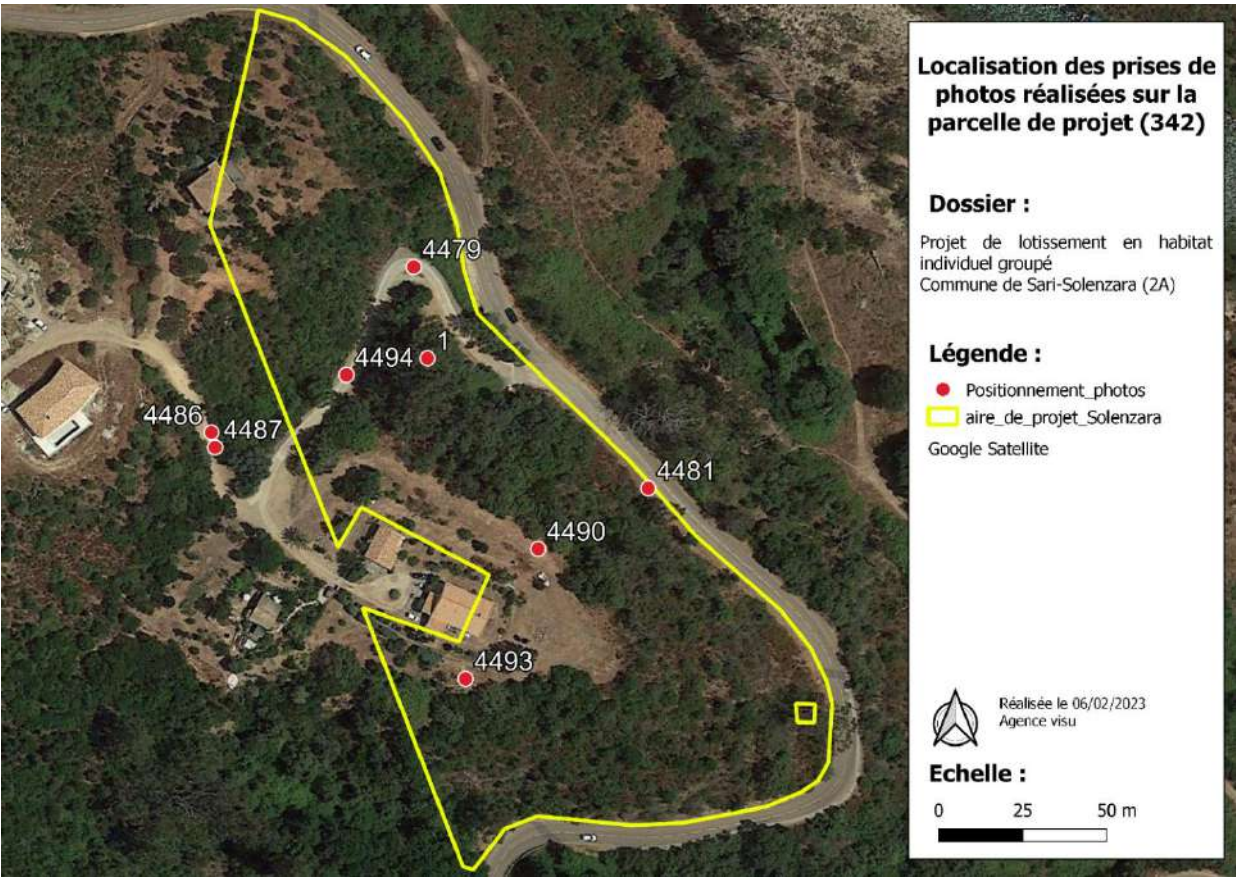 Localisation des prises de
photos réalisées sur la
parcelle de projet (342)
Dossier :
Projet de lotissement en habitat
individuel groupé
Commune de Sari-Solenzara (2A)
Légende :
Positionnement_photos
aire_de_projet_Solenzara
Google Satellite
Réalisée le 06/02/2023
Agence visu
Echelle :
0 25 50 m
4479
1
4494
4486
4487
4481
4490
4493